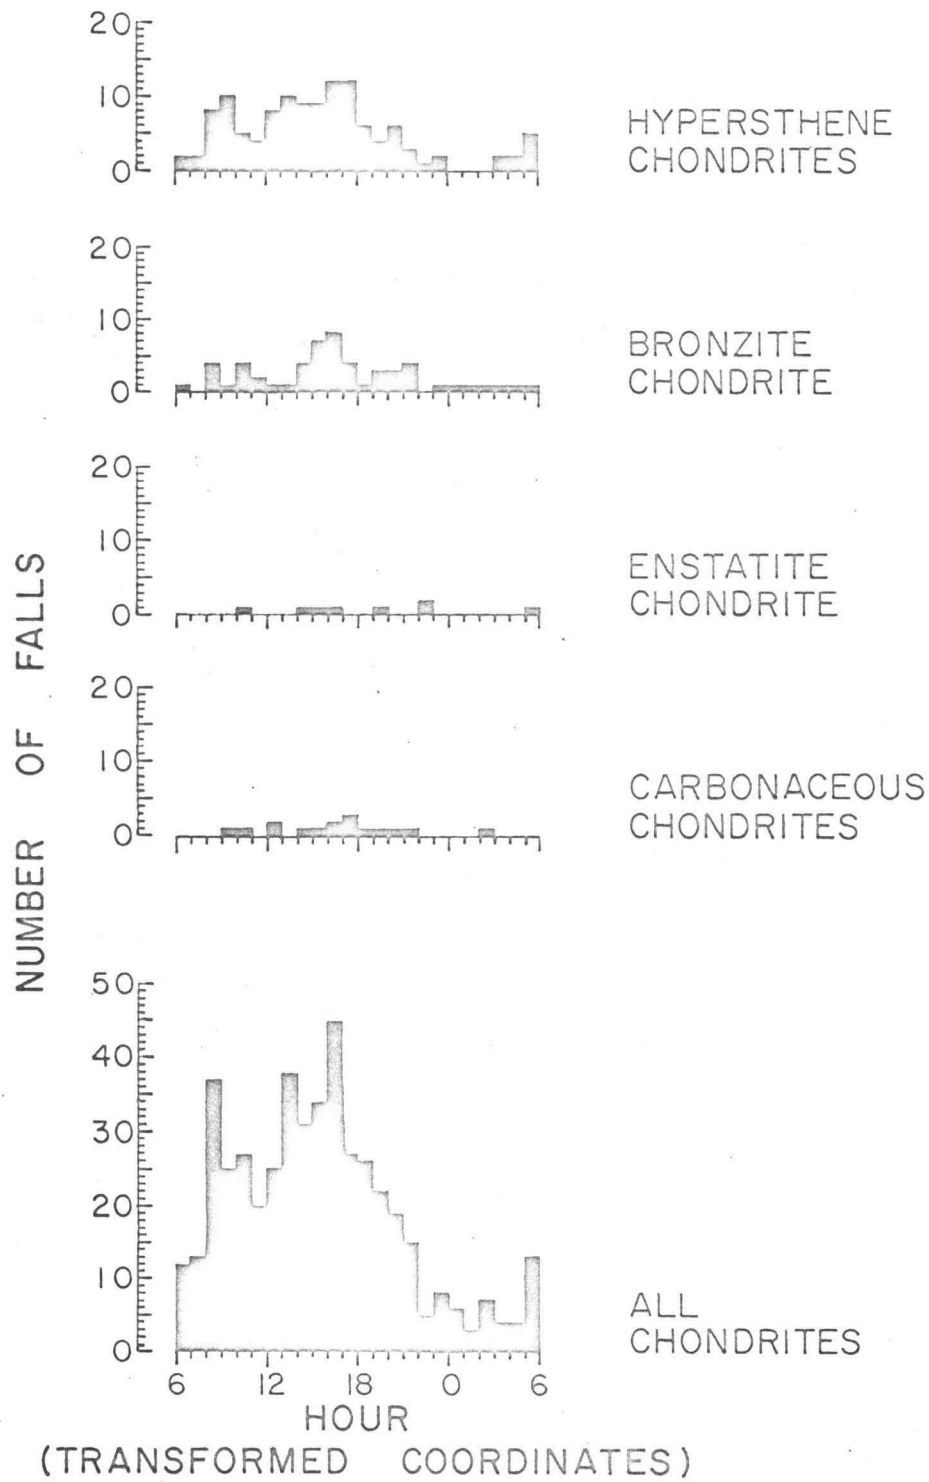 20
10
0
HYPERSTHENE
CHONDRITES
20
10
0
BRONZITE
CHONDRITE
20
10
0
ENSTATITE
CHONDRITE
20
10
0
CARBONACEOUS
CHONDRITES
NUMBER OF FALLS
50
40
30
20
10
0
ALL
CHONDRITES
6 12 18 0 6
HOUR
(TRANSFORMED COORDINATES)